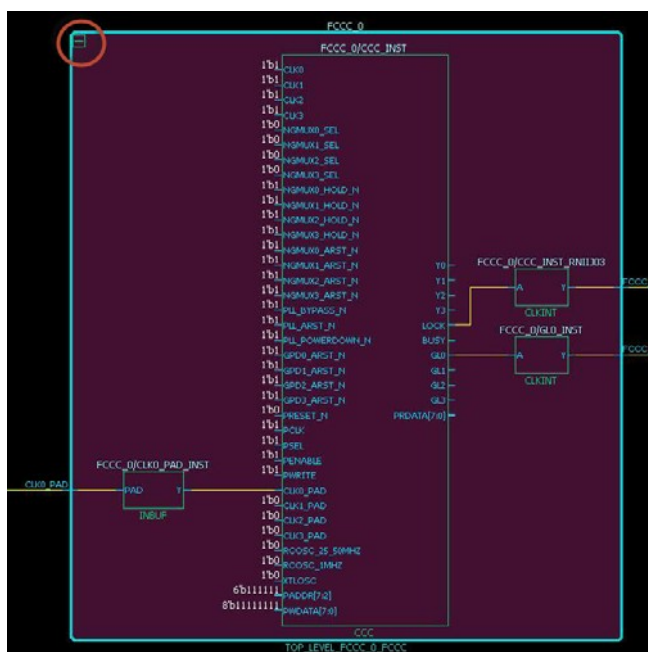 FCCC_0
FCCC_0/CCC_INST
1'b1 CLK0
1'b1 CLK1
1'b1 CLK2
1'b1 CLK3
1'b0 NGMUX0_SEL
1'b0 NGMUX1_SEL
1'b0 NGMUX2_SEL
1'b0 NGMUX3_SEL
1'b1 NGMUX0_HOLD_N
1'b1 NGMUX1_HOLD_N
1'b1 NGMUX2_HOLD_N
1'b1 NGMUX3_HOLD_N
1'b1 NGMUX0_ARST_N
1'b1 NGMUX1_ARST_N Y0
1'b1 NGMUX2_ARST_N Y1
1'b1 NGMUX3_ARST_N Y2
1'b1 PLL_BYPASS_N Y3
1'b1 PLL_ARST_N LOCK
1'b1 PLL_POWERDOWN_N BUSY
1'b1 GPD0_ARST_N GL0
1'b1 GPD1_ARST_N GL1
1'b1 GPD2_ARST_N GL2
1'b1 GPD3_ARST_N GL3
1'b0 PRESET_N PRDATA[7:0]
1'b1 PCLK
1'b1 PSEL
1'b1 PENABLE
1'b1 PWRITE
CLK0_PAD
1'b0 CLK1_PAD
1'b0 CLK2_PAD
1'b0 CLK3_PAD
1'b0 RCOSC_25_50MHZ
1'b0 RCOSC_1MHZ
1'b0 XTLOSC
6'b111111 PADDR[7:2]
8'b11111111 PWDATA[7:0]
CCC
FCCC_0/CCC_INST_RNIIJ03
A Y
CLKINT
FCCC
FCCC_0/GL0_INST
A Y
CLKINT
FCCC
FCCC_0/CLK0_PAD_INST
CLK0_PAD
PAD Y
INBUF
TOP_LEVEL_FCCC_0_FCCC